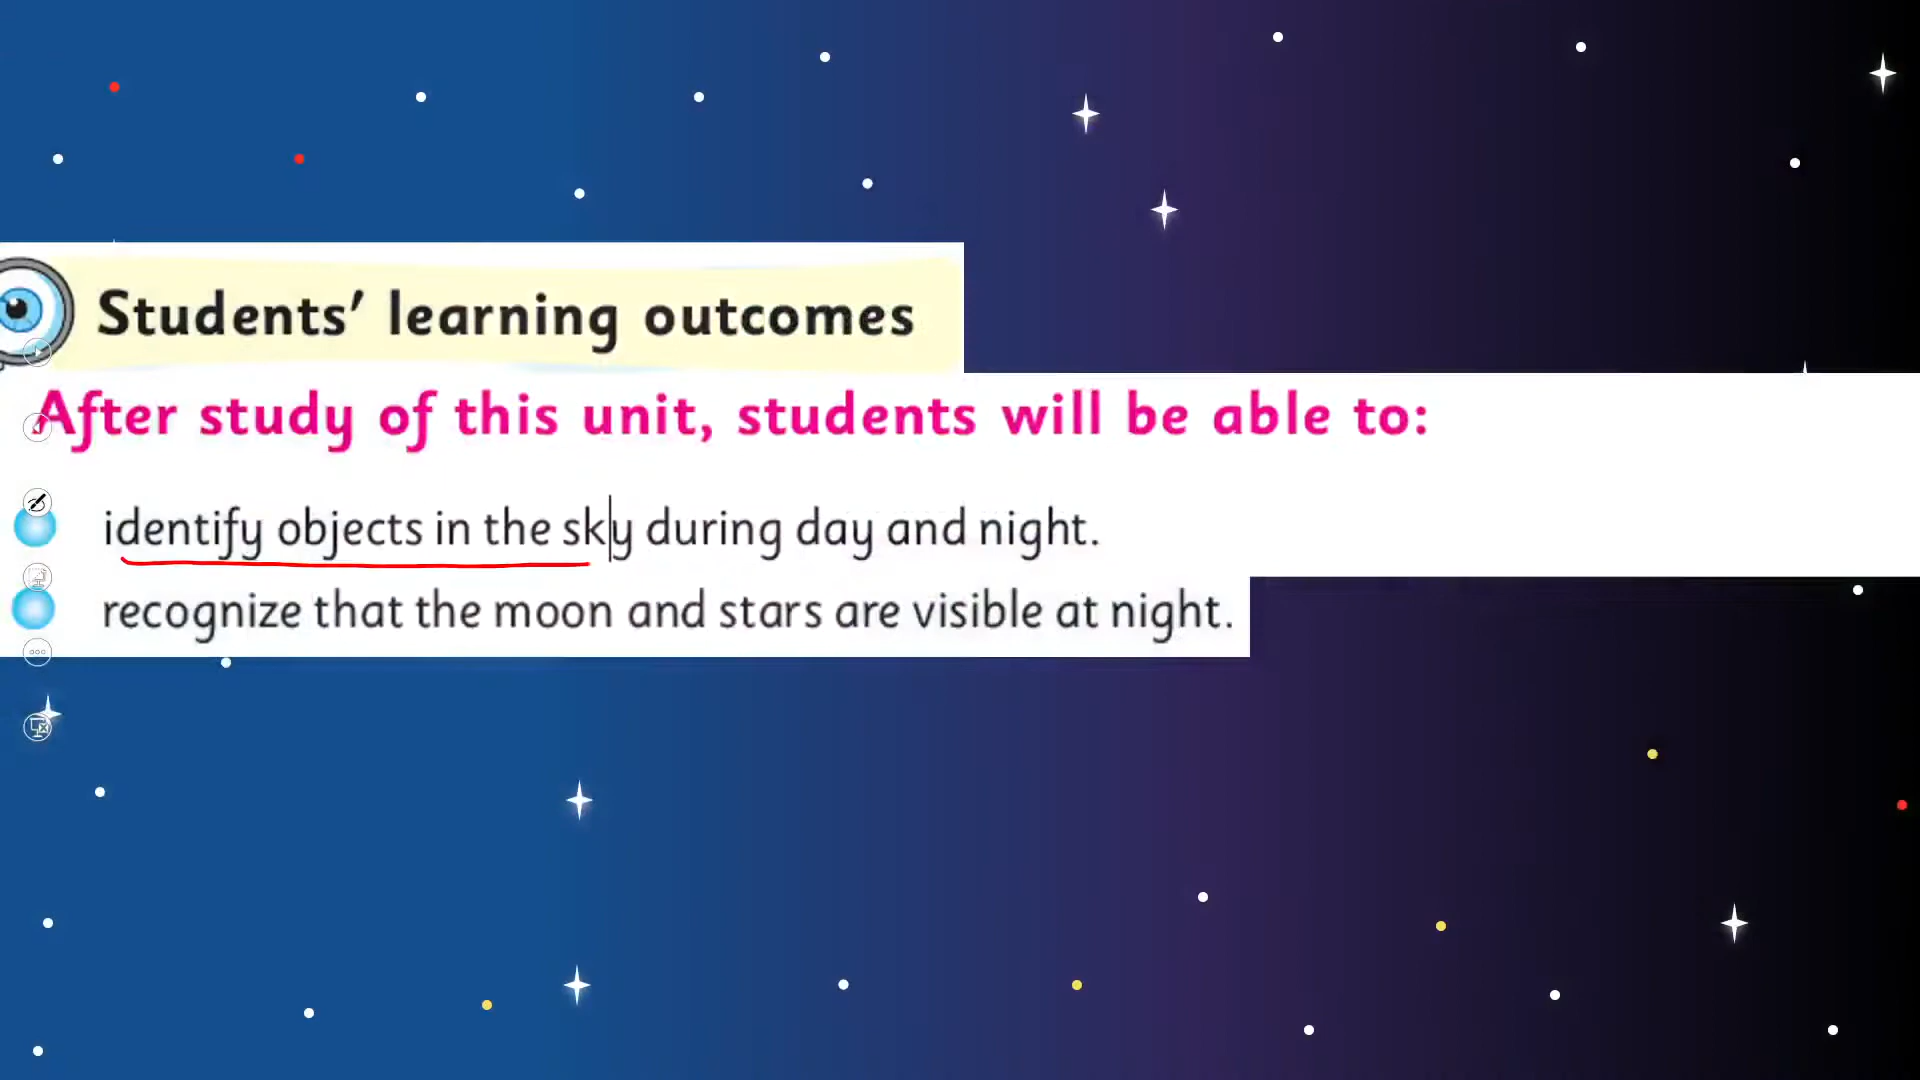 Students' learning outcomes
After study of this unit, students will be able to:
identify objects in the sky during day and night.
recognize that the moon and stars are visible at night.